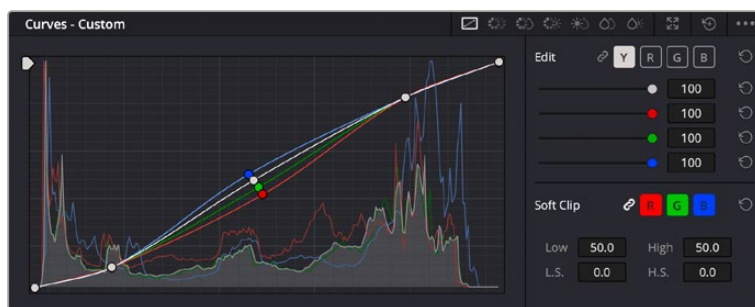 Curves - Custom
Edit Y R G B
100
100
100
100
Soft Clip R G B
Low 50.0 High 50.0
L.S. 0.0 H.S. 0.0